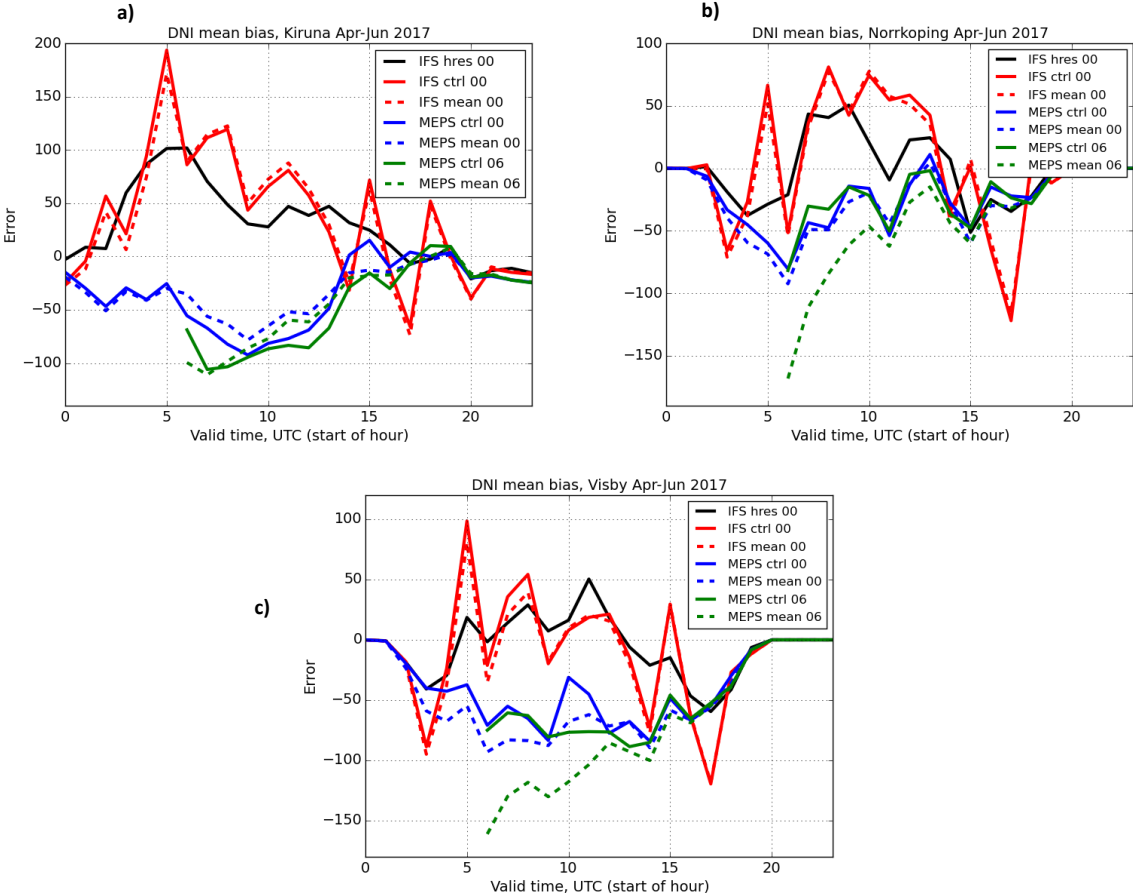 a)
DNI mean bias, Kiruna Apr-Jun 2017
IFS hres 00
IFS ctrl 00
IFS mean 00
MEPS ctrl 00
MEPS mean 00
MEPS ctrl 06
MEPS mean 06
200
150
100
50
0
−50
−100
Error
0 5 10 15 20
Valid time, UTC (start of hour)
b)
DNI mean bias, Norrkoping Apr-Jun 2017
IFS hres 00
IFS ctrl 00
IFS mean 00
MEPS ctrl 00
MEPS mean 00
MEPS ctrl 06
MEPS mean 06
100
50
0
−50
−100
−150
Error
0 5 10 15 20
Valid time, UTC (start of hour)
c)
DNI mean bias, Visby Apr-Jun 2017
IFS hres 00
IFS ctrl 00
IFS mean 00
MEPS ctrl 00
MEPS mean 00
MEPS ctrl 06
MEPS mean 06
100
50
0
−50
−100
−150
Error
0 5 10 15 20
Valid time, UTC (start of hour)